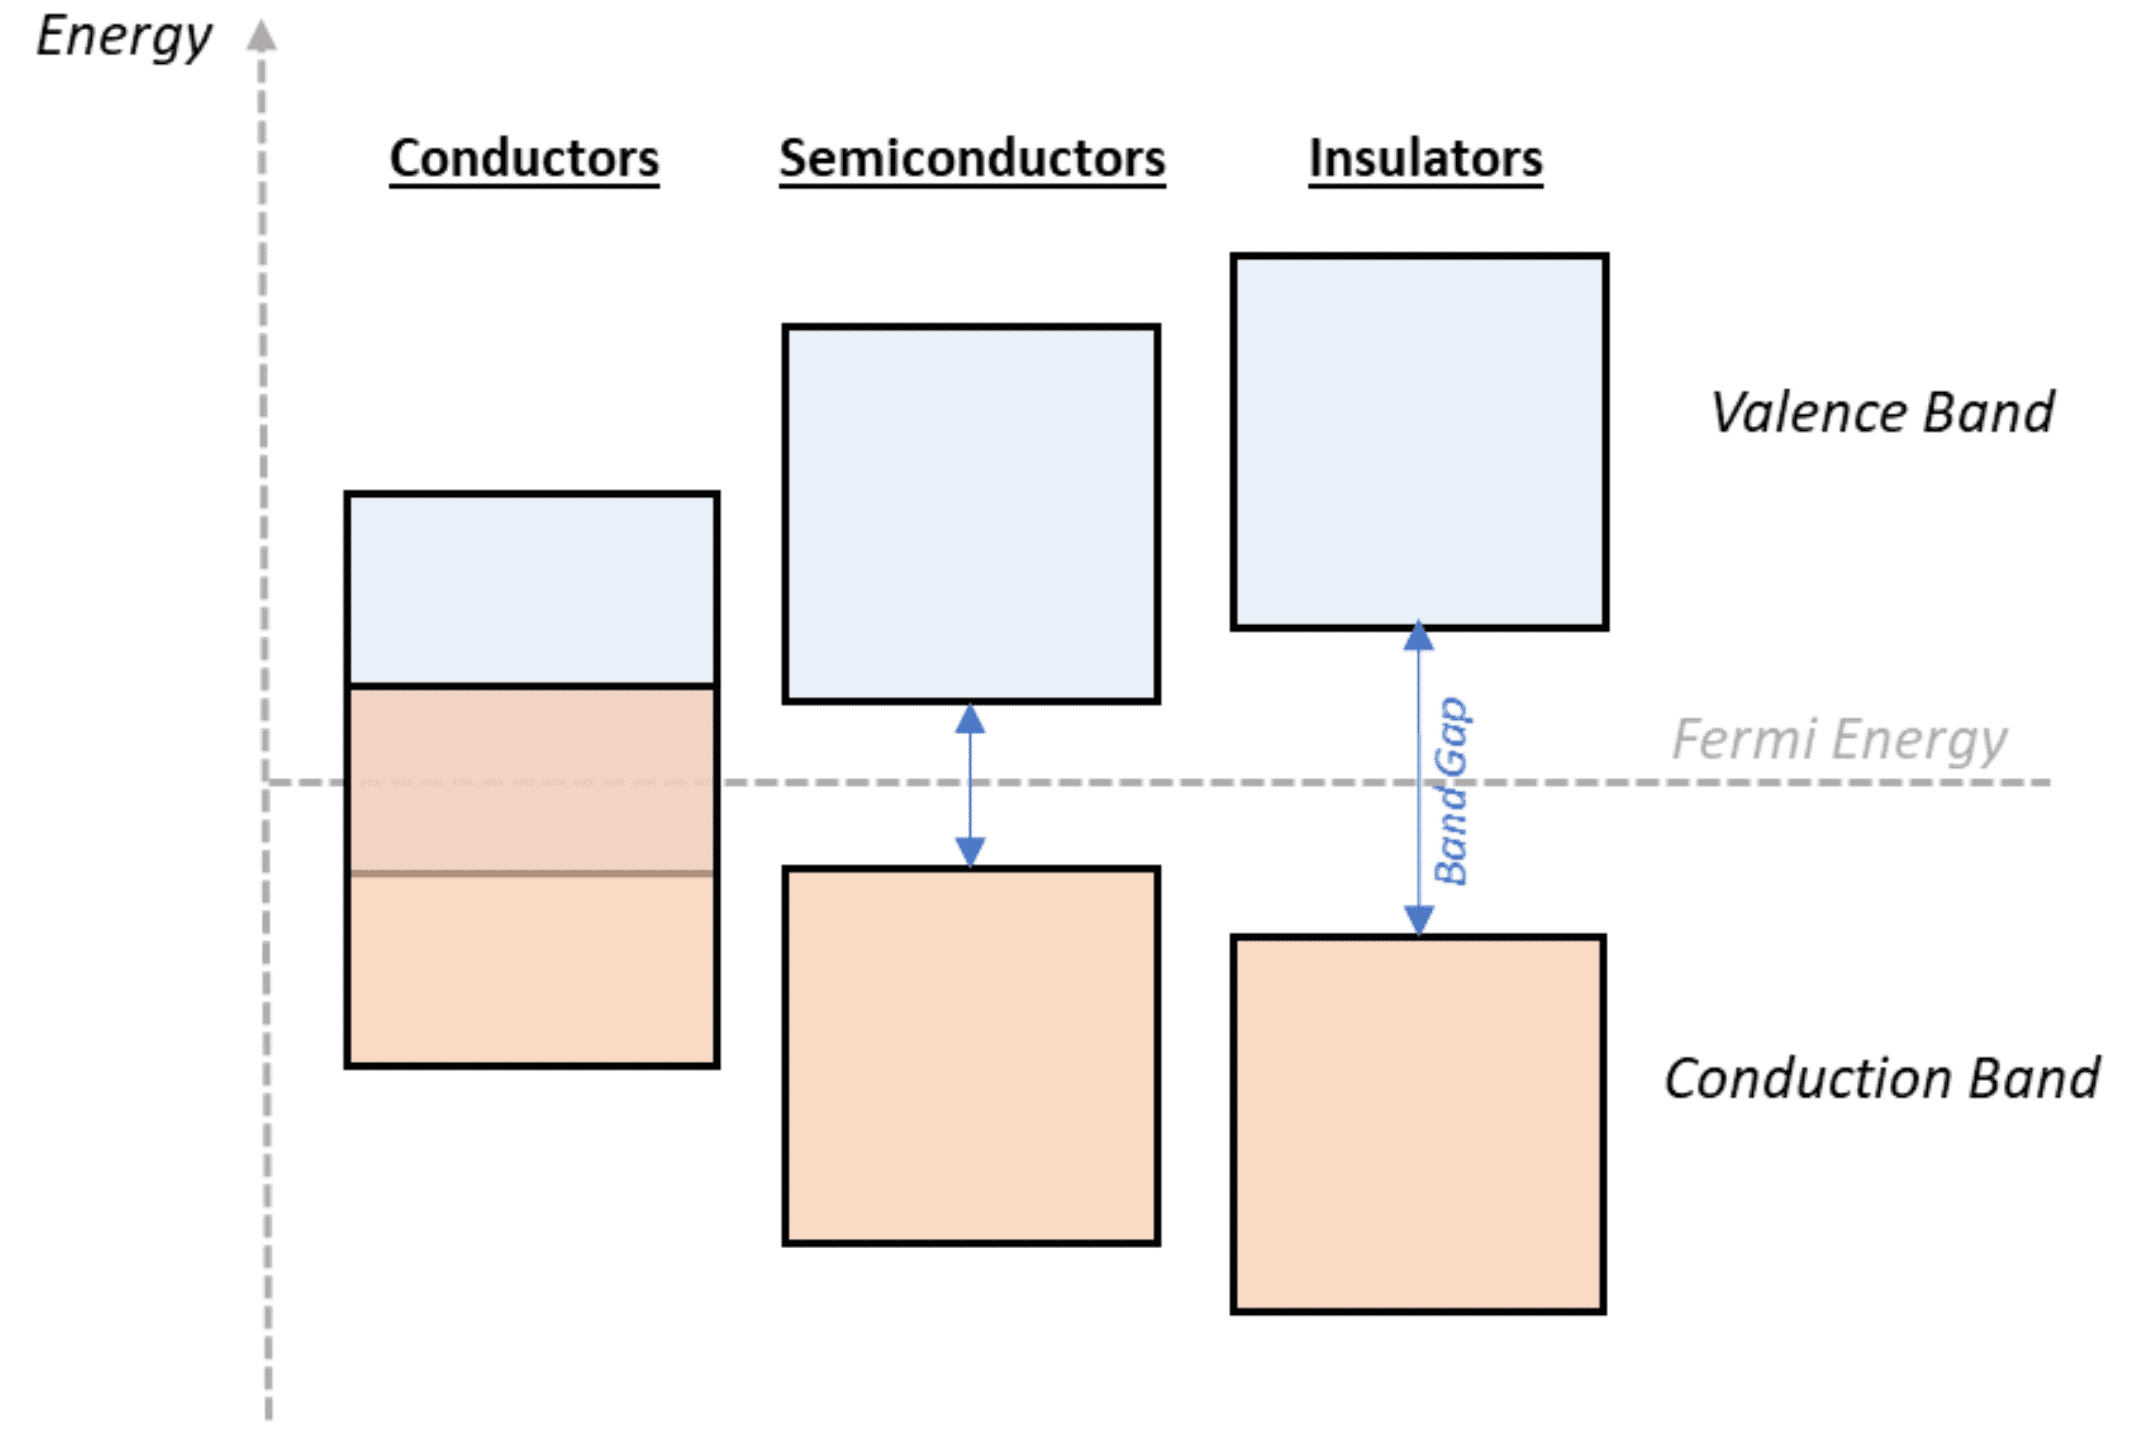 Energy
Conductors
Semiconductors
Insulators
Valence Band
Fermi Energy
Band Gap
Conduction Band